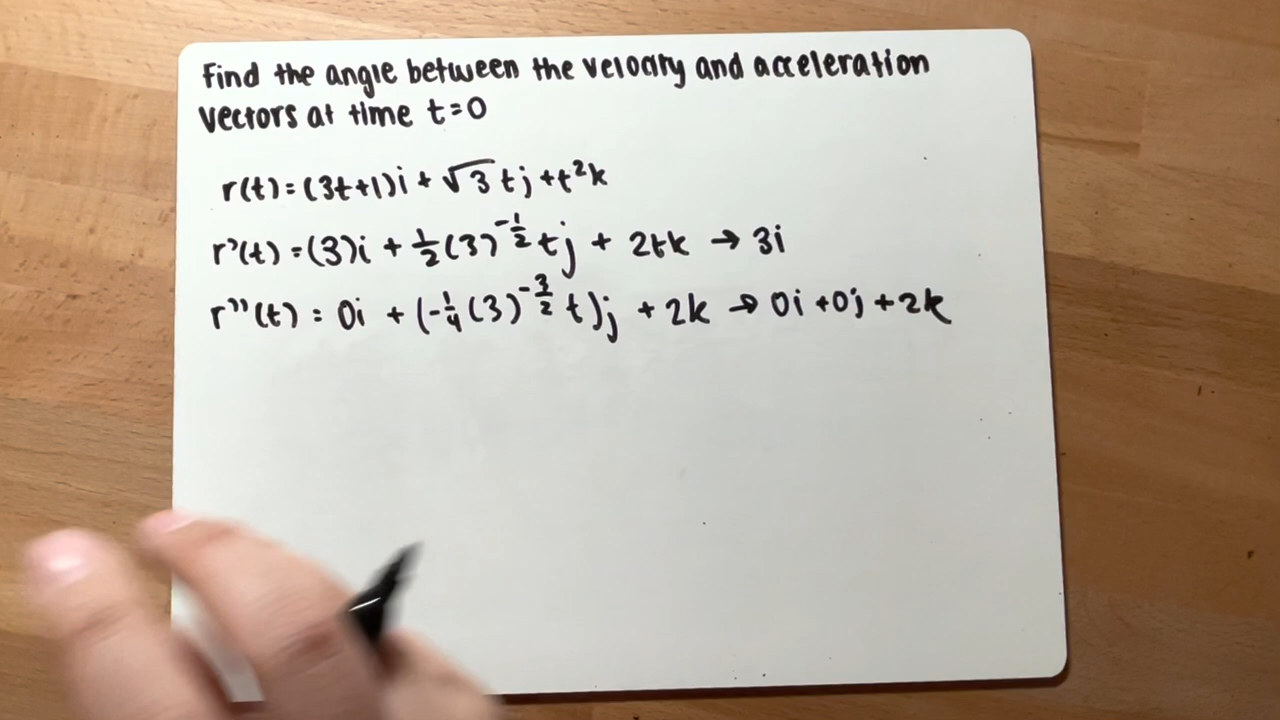 Find the angle between the velocity and acceleration
vectors at time t=0
r(t)=(3t+1)i + √3 tj +t²k
r'(t) =(3)i + ½(3)^-½ tj + 2tk → 3i
r''(t) = 0i + (-¼(3)^-3/2 t)j + 2k → 0i +0j +2k